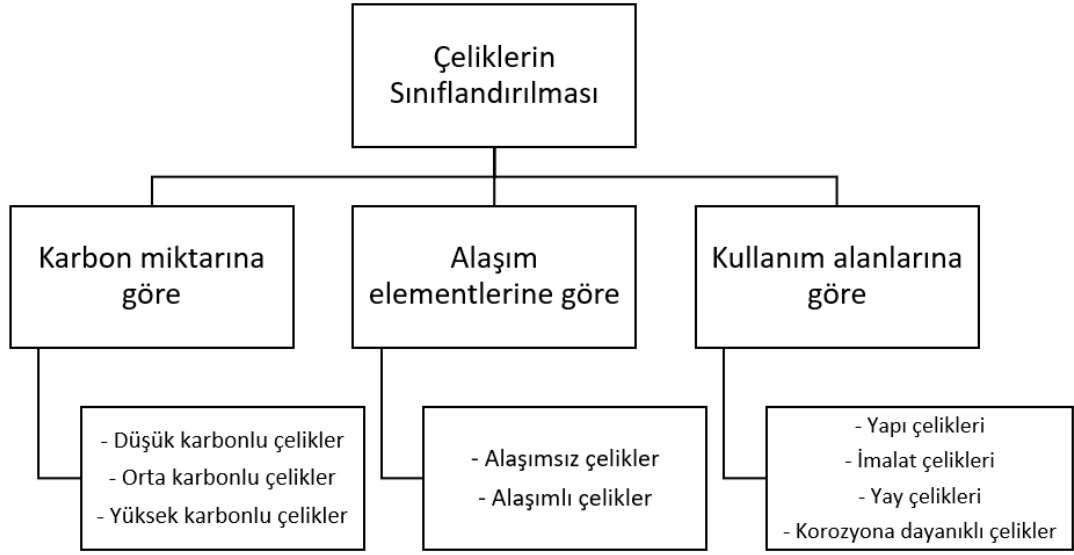 Çeliklerin
Sınıflandırılması
Karbon miktarına
göre
Alaşım
elementlerine göre
Kullanım alanlarına
göre
- Düşük karbonlu çelikler
- Orta karbonlu çelikler
- Yüksek karbonlu çelikler
- Alaşımsız çelikler
- Alaşımlı çelikler
- Yapı çelikleri
- İmalat çelikleri
- Yay çelikleri
- Korozyona dayanıklı çelikler